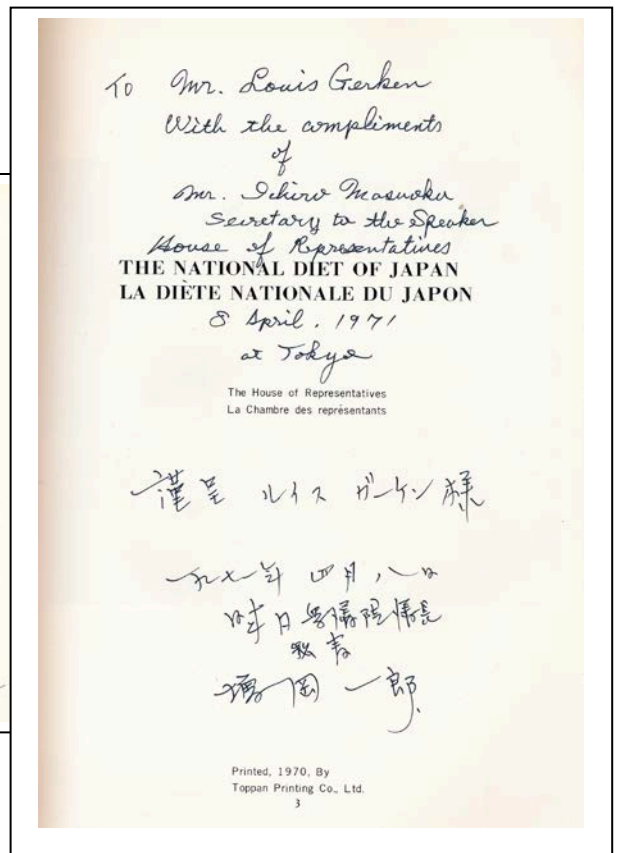 To Mr. Louis Gerken
With the compliments
of
Mr. Ichiro Masuoka
Secretary to the Speaker
House of Representatives
THE NATIONAL DIET OF JAPAN
LA DIÈTE NATIONALE DU JAPON
8 April, 1971
at Tokyo
The House of Representatives
La Chambre des représentants
謹呈 ルイス ガーケン 様
一九七一年 四月八日
日本国衆議院議長
秘書
増岡 一郎
Printed, 1970, By
Toppan Printing Co., Ltd.
3